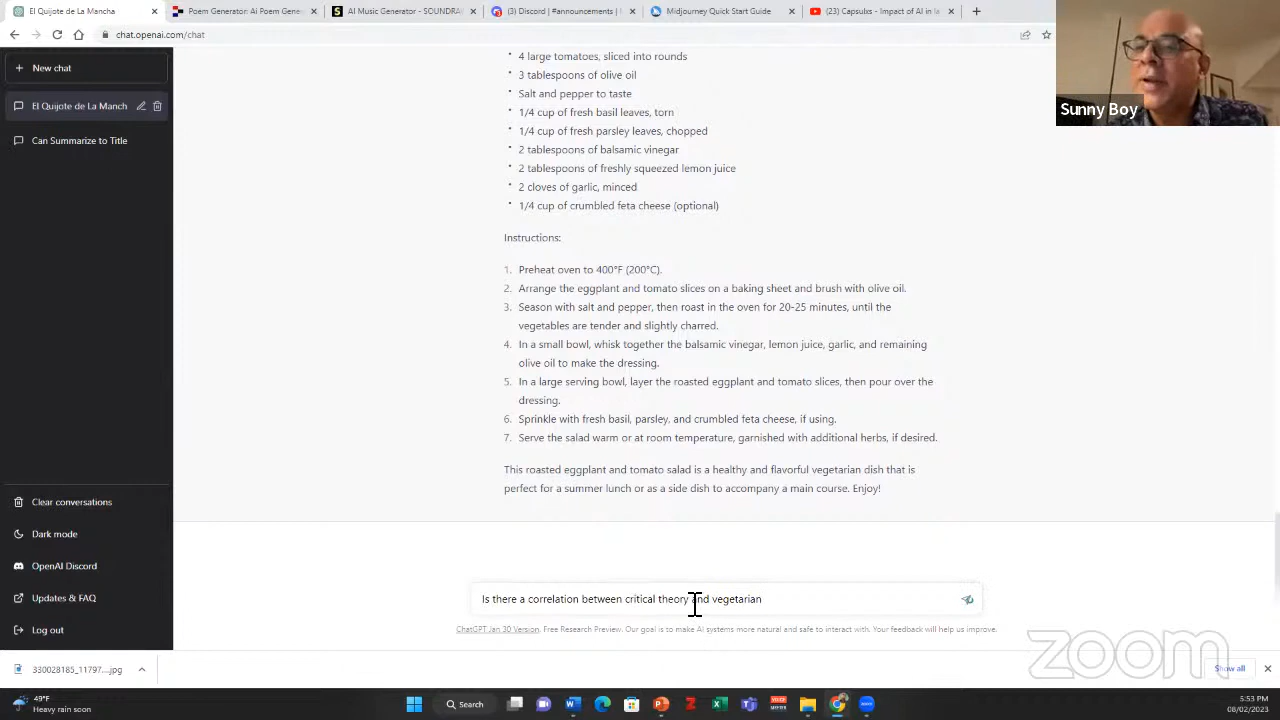 El Quijote de La Mancha
Poem Generator: Ai Poem Gene
AI Music Generator - SOUNDRA
(3) Discord | #announcements |
Midjourney Quick Start Guide
(23) Capsulxs - Impact of AI in
chat.openai.com/chat
Sunny Boy
New chat
El Quijote de La Manch
Can Summarize to Title
4 large tomatoes, sliced into rounds
3 tablespoons of olive oil
Salt and pepper to taste
1/4 cup of fresh basil leaves, torn
1/4 cup of fresh parsley leaves, chopped
2 tablespoons of balsamic vinegar
2 tablespoons of freshly squeezed lemon juice
2 cloves of garlic, minced
1/4 cup of crumbled feta cheese (optional)
Instructions:
1. Preheat oven to 400°F (200°C).
2. Arrange the eggplant and tomato slices on a baking sheet and brush with olive oil.
3. Season with salt and pepper, then roast in the oven for 20-25 minutes, until the
vegetables are tender and slightly charred.
4. In a small bowl, whisk together the balsamic vinegar, lemon juice, garlic, and remaining
olive oil to make the dressing.
5. In a large serving bowl, layer the roasted eggplant and tomato slices, then pour over the
dressing.
6. Sprinkle with fresh basil, parsley, and crumbled feta cheese, if using.
7. Serve the salad warm or at room temperature, garnished with additional herbs, if desired.
This roasted eggplant and tomato salad is a healthy and flavorful vegetarian dish that is
perfect for a summer lunch or as a side dish to accompany a main course. Enjoy!
Clear conversations
Dark mode
OpenAI Discord
Updates & FAQ
Log out
Is there a correlation between critical theory and vegetarian
ChatGPT Jan 30 Version. Free Research Preview. Our goal is to make AI systems more natural and safe to interact with. Your feedback will help us improve.
330028185_11797....jpg
Show all
zoom
49°F
Heavy rain soon
Search
5:53 PM
08/02/2023